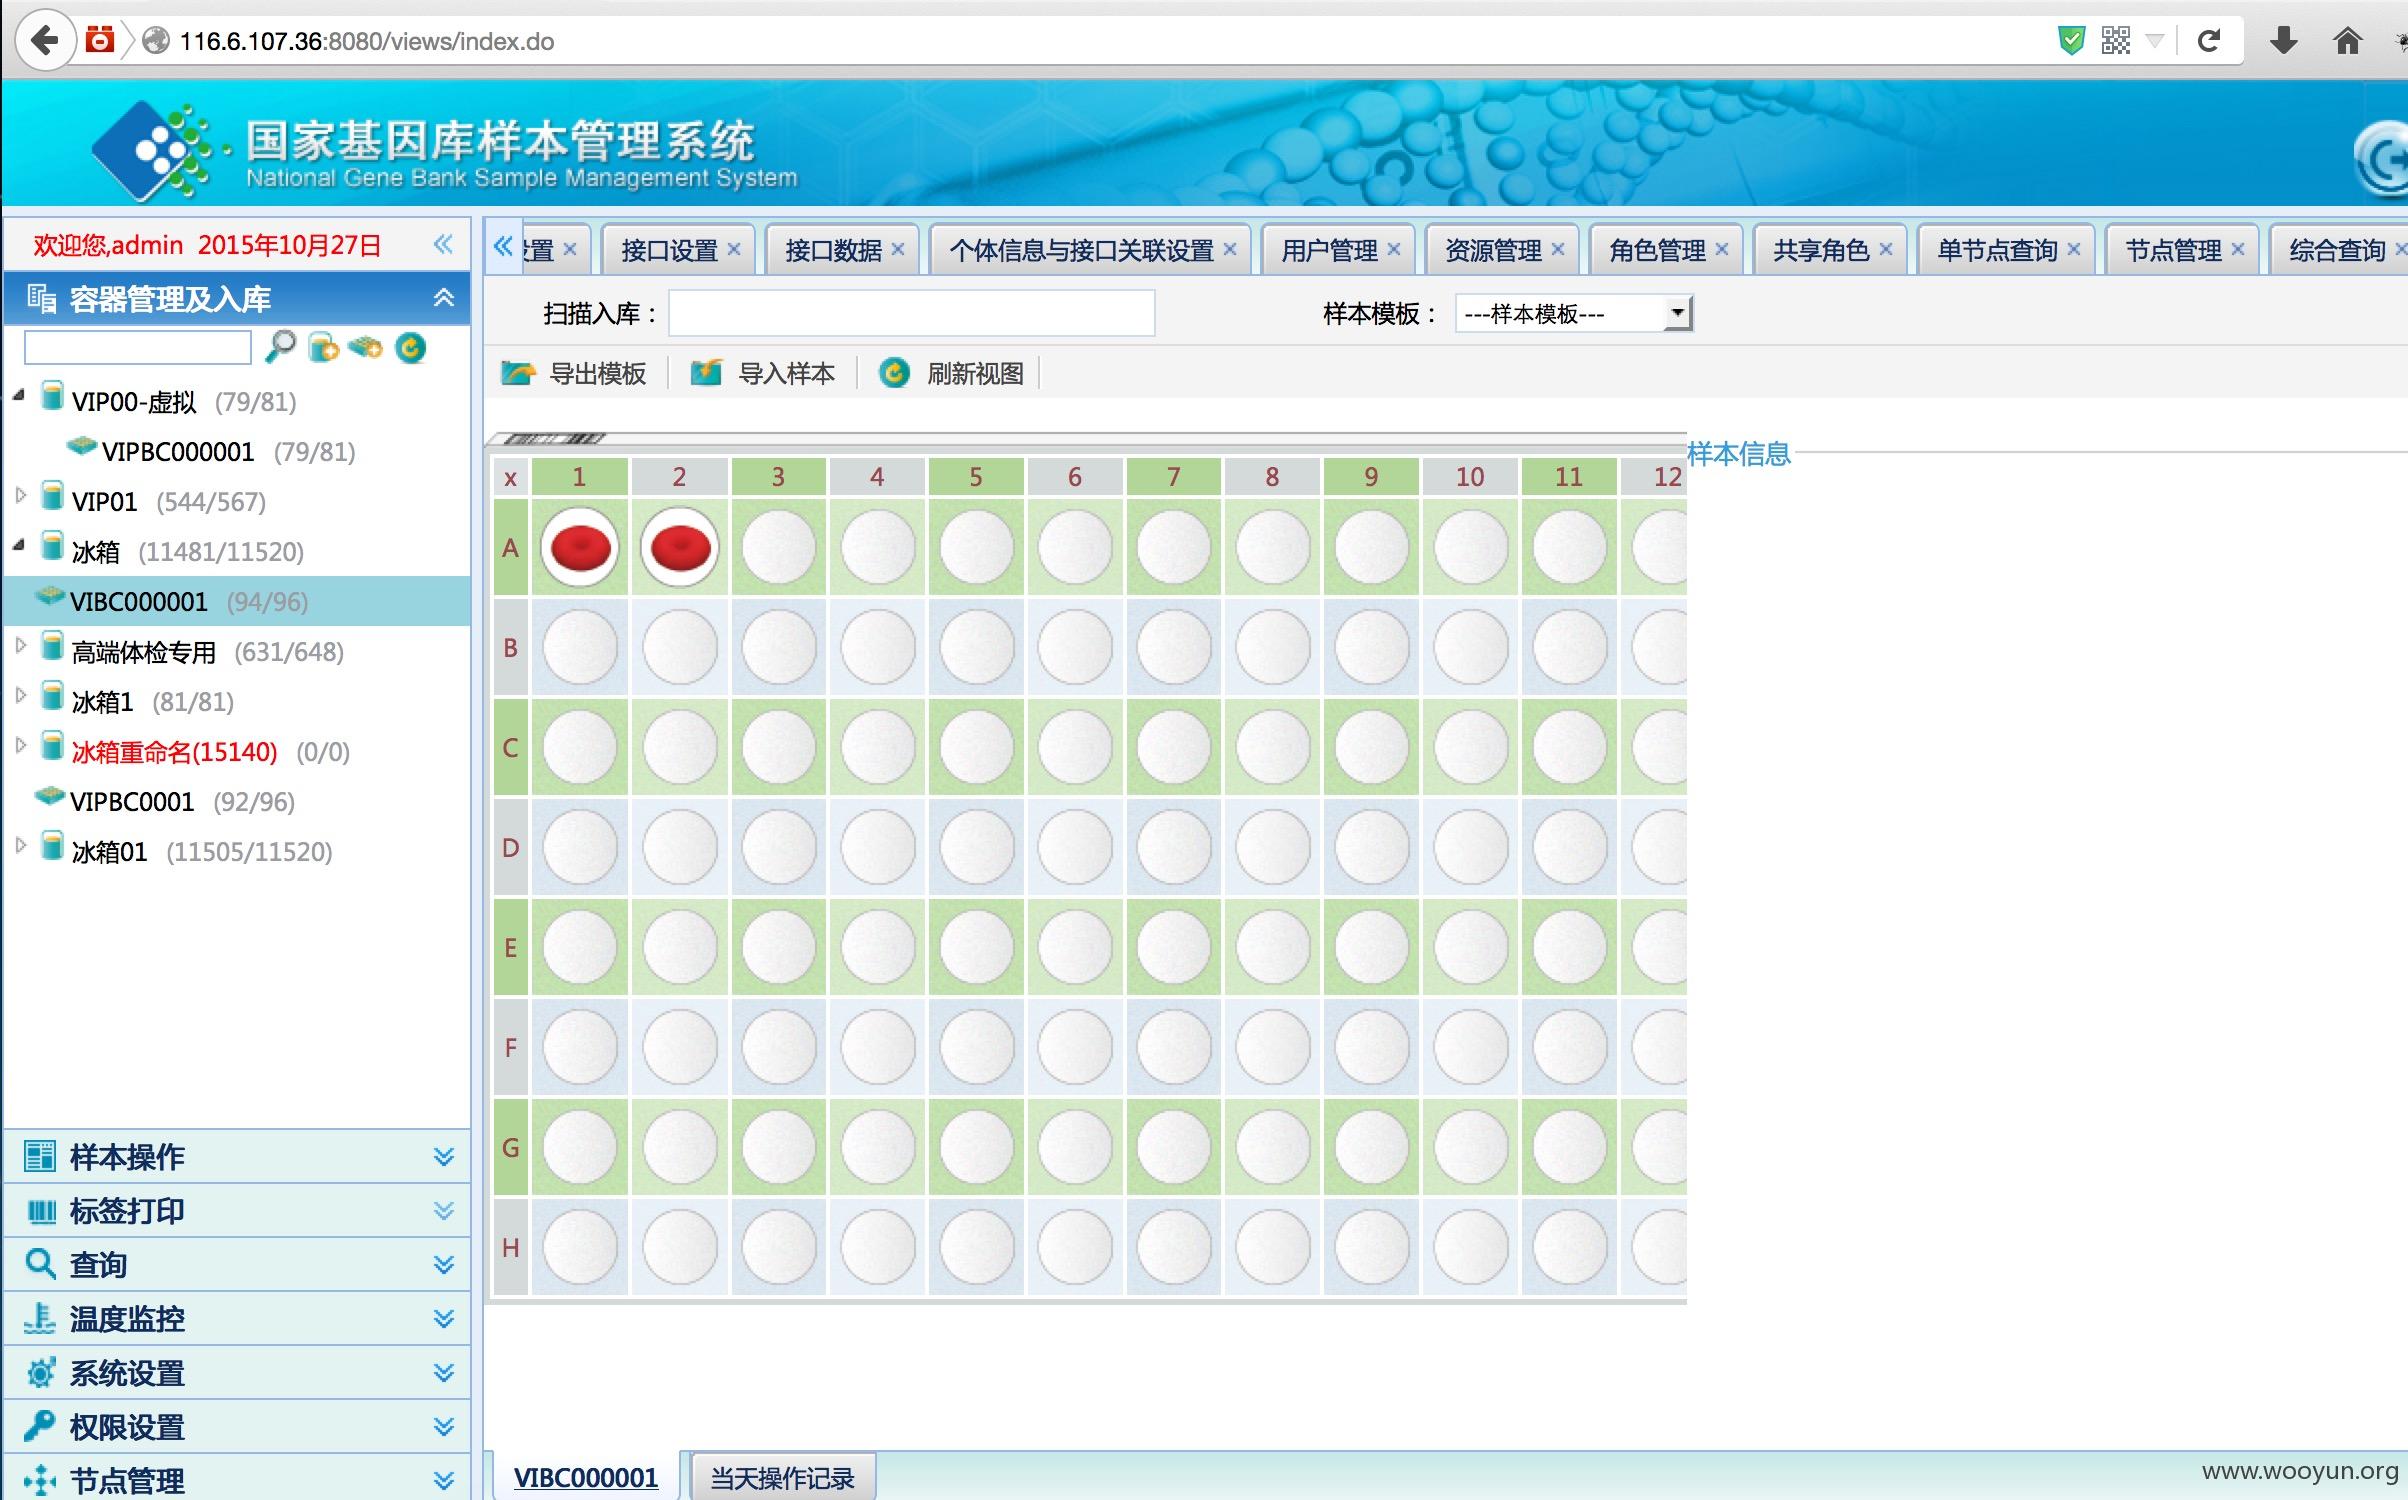 116.6.107.36:8080/views/index.do
国家基因库样本管理系统
National Gene Bank Sample Management System
欢迎您,admin 2015年10月27日
置 接口设置 接口数据 个体信息与接口关联设置 用户管理 资源管理 角色管理 共享角色 单节点查询 节点管理 综合查询
容器管理及入库
扫描入库： 样本模板： ---样本模板---
导出模板 导入样本 刷新视图
VIP00-虚拟 (79/81)
VIPBC000001 (79/81)
VIP01 (544/567)
冰箱 (11481/11520)
VIBC000001 (94/96)
高端体检专用 (631/648)
冰箱1 (81/81)
冰箱重命名(15140) (0/0)
VIPBC0001 (92/96)
冰箱01 (11505/11520)
样本操作
标签打印
查询
温度监控
系统设置
权限设置
节点管理
样本信息
x 1 2 3 4 5 6 7 8 9 10 11 12
A
B
C
D
E
F
G
H
VIBC000001 当天操作记录
www.wooyun.org